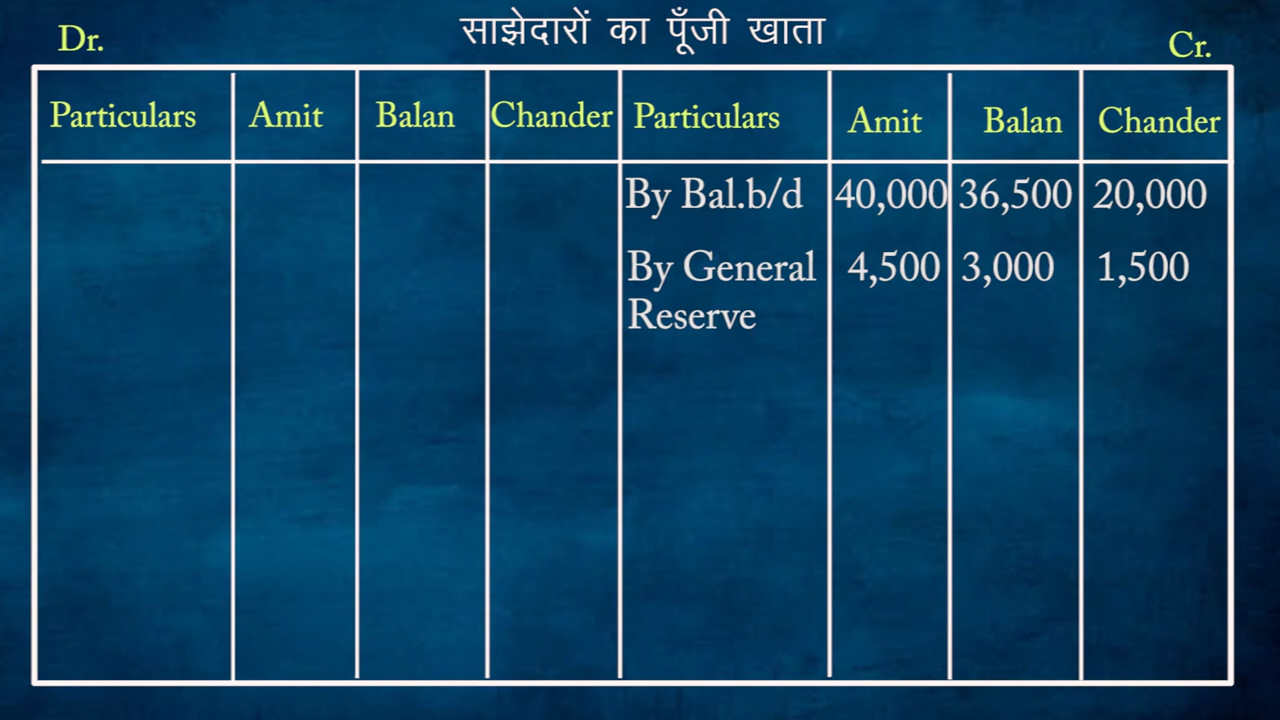 साझेदारों का पूँजी खाता
Dr. Cr.
Particulars Amit Balan Chander Particulars Amit Balan Chander
By Bal.b/d 40,000 36,500 20,000
By General 4,500 3,000 1,500
Reserve